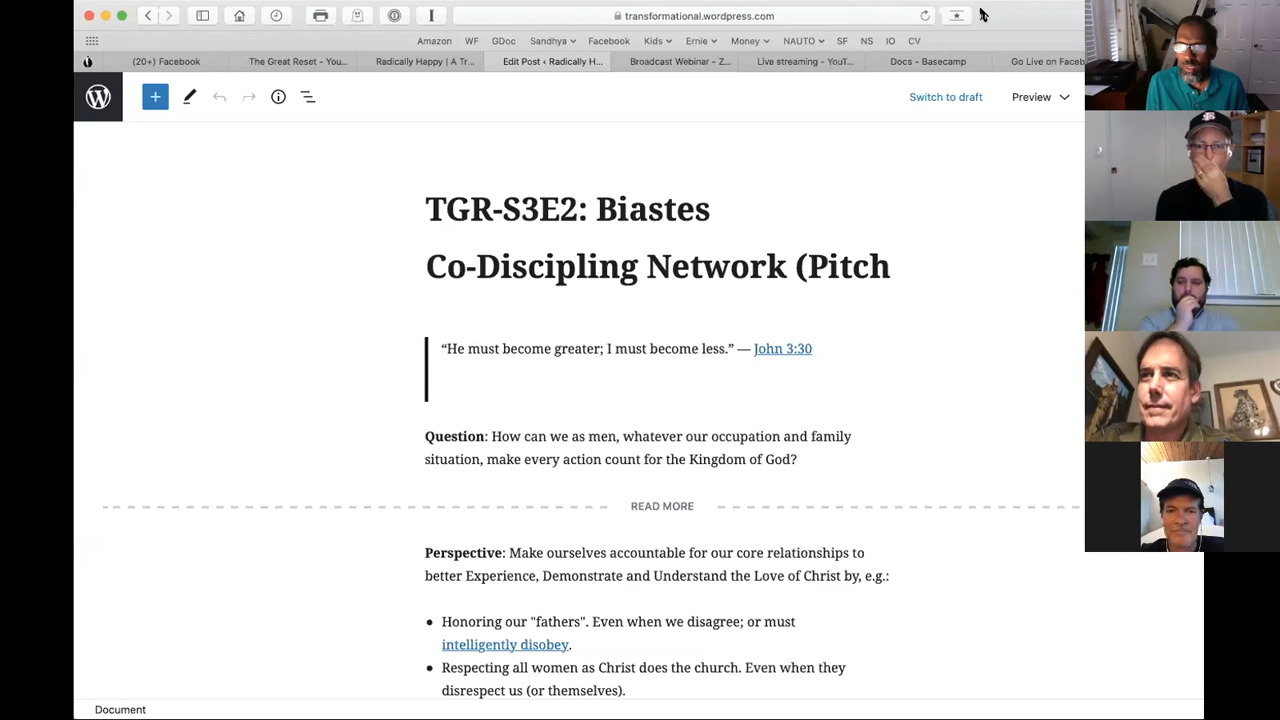 transformational.wordpress.com
Amazon WF GDoc Sandhya Facebook Kids Ernie Money NAUTO SF NS IO CV
(20+) Facebook The Great Reset - You... Radically Happy | A Tr... Edit Post ‹ Radically H... Broadcast Webinar - Z... Live streaming - YouT... Docs - Basecamp Go Live on Faceb
Switch to draft Preview
TGR-S3E2: Biastes
Co-Discipling Network (Pitch
“He must become greater; I must become less.” — John 3:30
Question: How can we as men, whatever our occupation and family
situation, make every action count for the Kingdom of God?
READ MORE
Perspective: Make ourselves accountable for our core relationships to
better Experience, Demonstrate and Understand the Love of Christ by, e.g.:
● Honoring our "fathers". Even when we disagree; or must
intelligently disobey.
● Respecting all women as Christ does the church. Even when they
disrespect us (or themselves).
Document